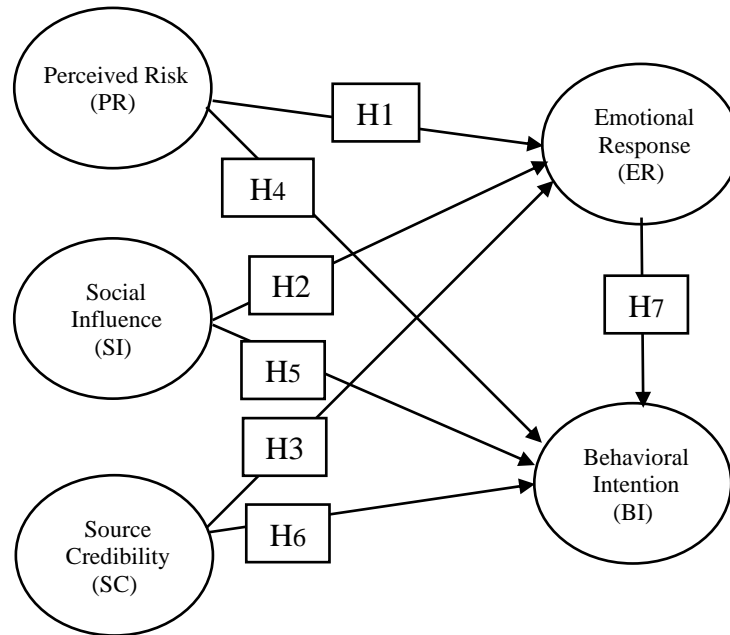 Perceived Risk
(PR)
H1
Emotional
Response
(ER)
H4
Social
Influence
(SI)
H2
H7
H5
H3
Source
Credibility
(SC)
H6
Behavioral
Intention
(BI)